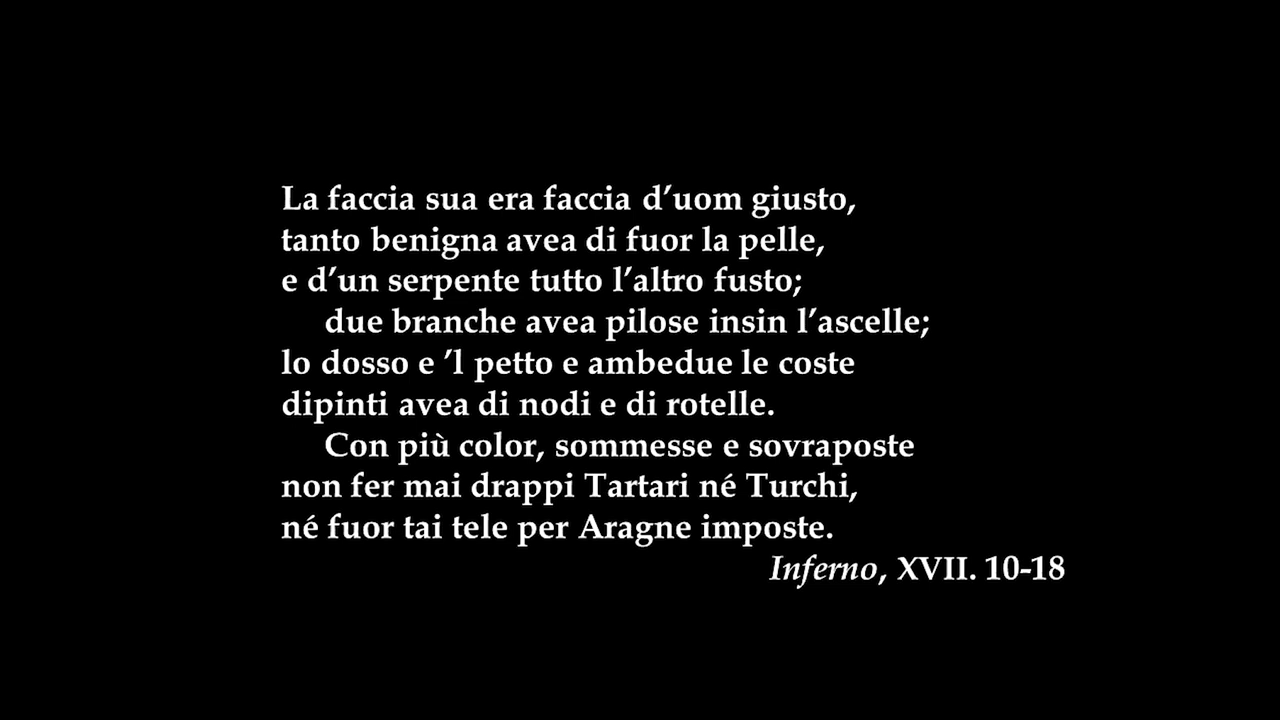 La faccia sua era faccia d’uom giusto,
tanto benigna avea di fuor la pelle,
e d’un serpente tutto l’altro fusto;
due branche avea pilose insin l’ascelle;
lo dosso e ’l petto e ambedue le coste
dipinti avea di nodi e di rotelle.
Con più color, sommesse e sovraposte
non fer mai drappi Tartari né Turchi,
né fuor tai tele per Aragne imposte.
Inferno, XVII. 10-18